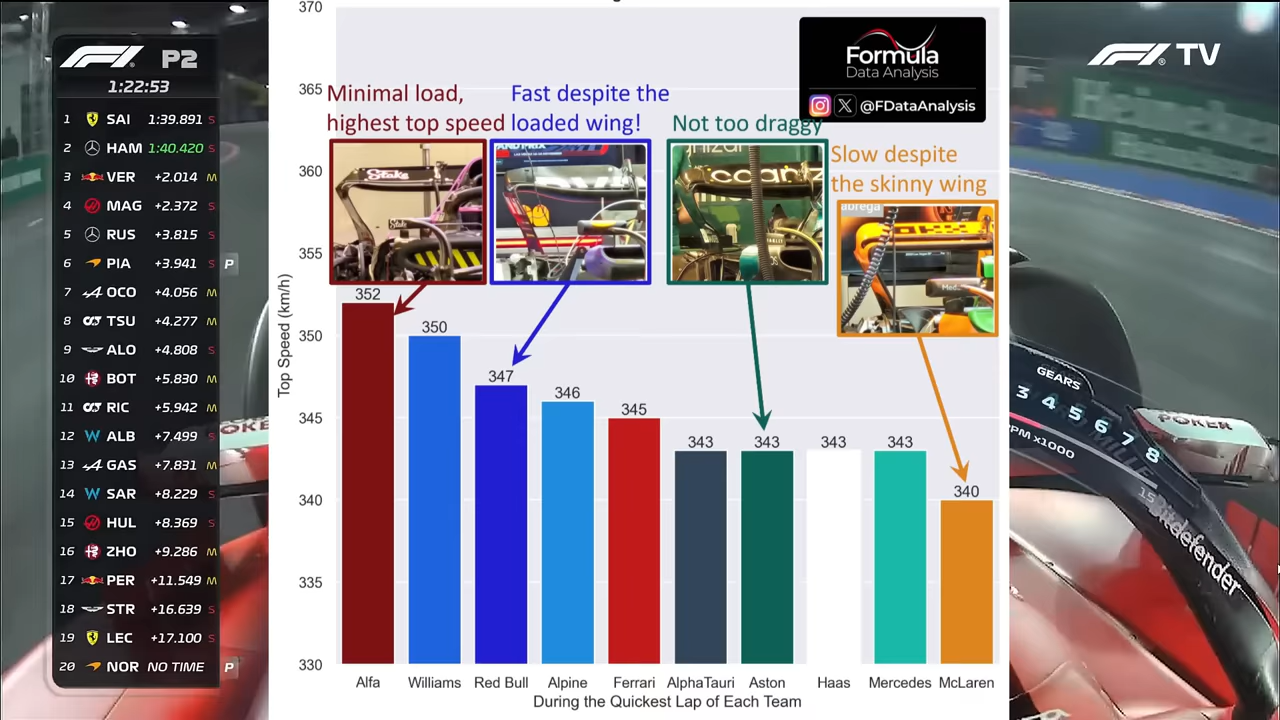 F1 P2
1:22:53
1 SAI 1:39.891 S
2 HAM 1:40.420 S
3 VER +2.014 M
4 MAG +2.372 S
5 RUS +3.815 S
6 PIA +3.941 S P
7 OCO +4.056 M
8 TSU +4.277 M
9 ALO +4.808 S
10 BOT +5.830 M
11 RIC +5.942 M
12 ALB +7.499 S
13 GAS +7.831 M
14 SAR +8.229 S
15 HUL +8.369 S
16 ZHO +9.286 M
17 PER +11.549 M
18 STR +16.639 S
19 LEC +17.100 S
20 NOR NO TIME P
Formula
Data Analysis
@FDataAnalysis
F1 TV
Minimal load,
highest top speed
Fast despite the
loaded wing!
Not too draggy
Slow despite
the skinny wing
Stake
Top Speed (km/h)
370
365
360
355
350
345
340
335
330
352
350
347
346
345
343
343
343
343
340
Alfa Williams Red Bull Alpine Ferrari AlphaTauri Aston Haas Mercedes McLaren
During the Quickest Lap of Each Team
GEARS
3 4 5 6 7 8
RPM x1000
15
POKER
Bitdefender